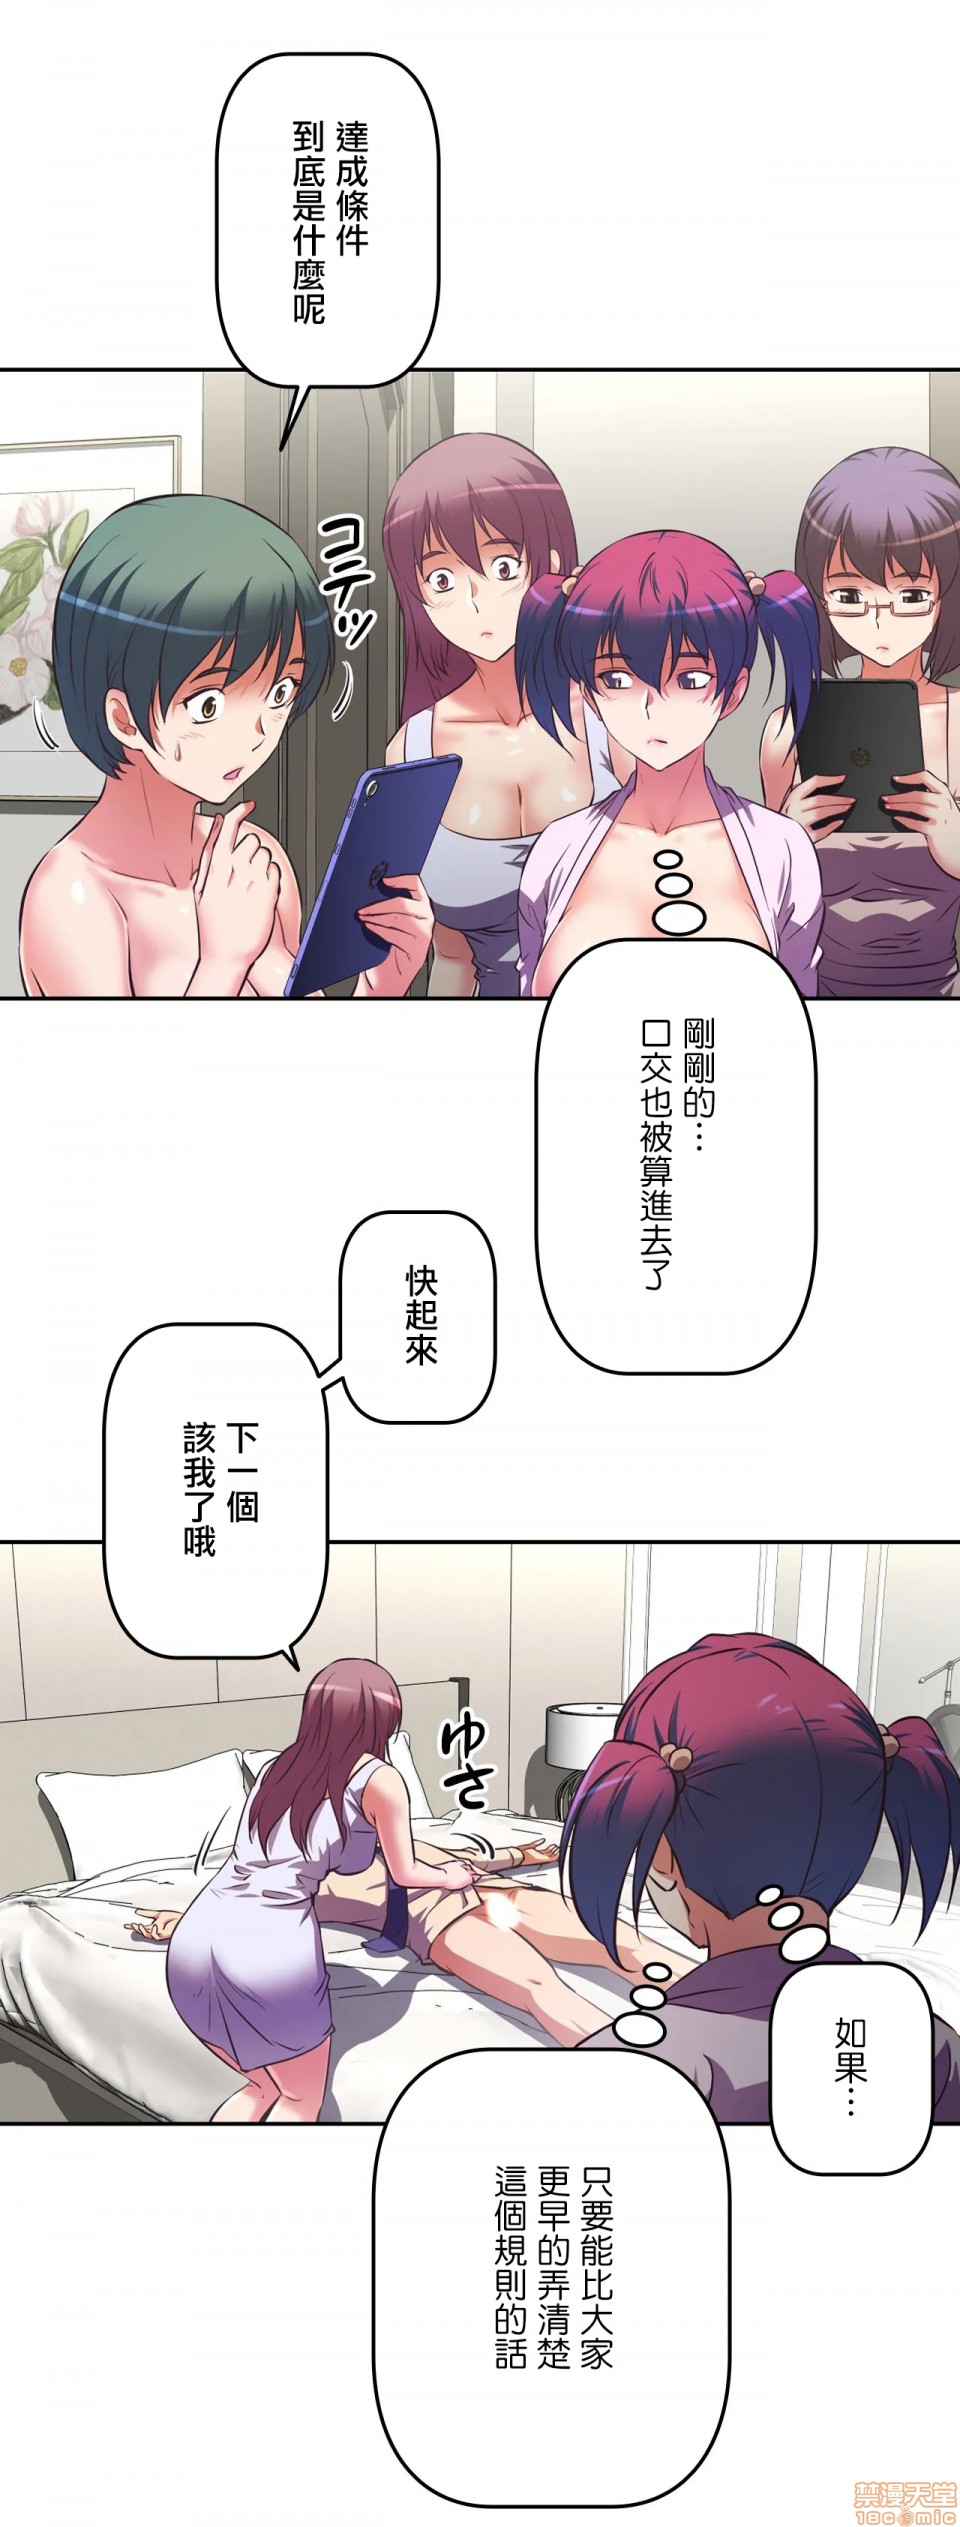 達成條件
到底是什麼呢
コテッ
剛剛的…
口交也被算進去了
快起來
下一個
該我了哦
ゆさ
如果…
只要能比大家
更早的弄清楚
這個規則的話
禁漫天堂
18comic